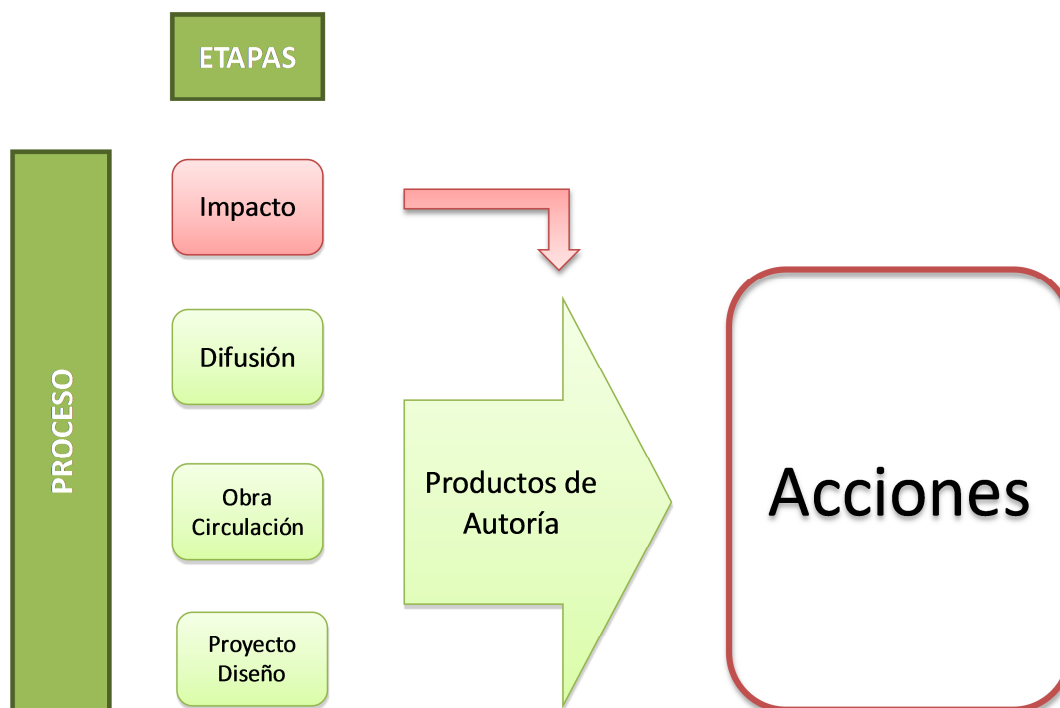 ETAPAS
PROCESO
Impacto
Difusión
Obra
Circulación
Proyecto
Diseño
Productos de
Autoría
Acciones